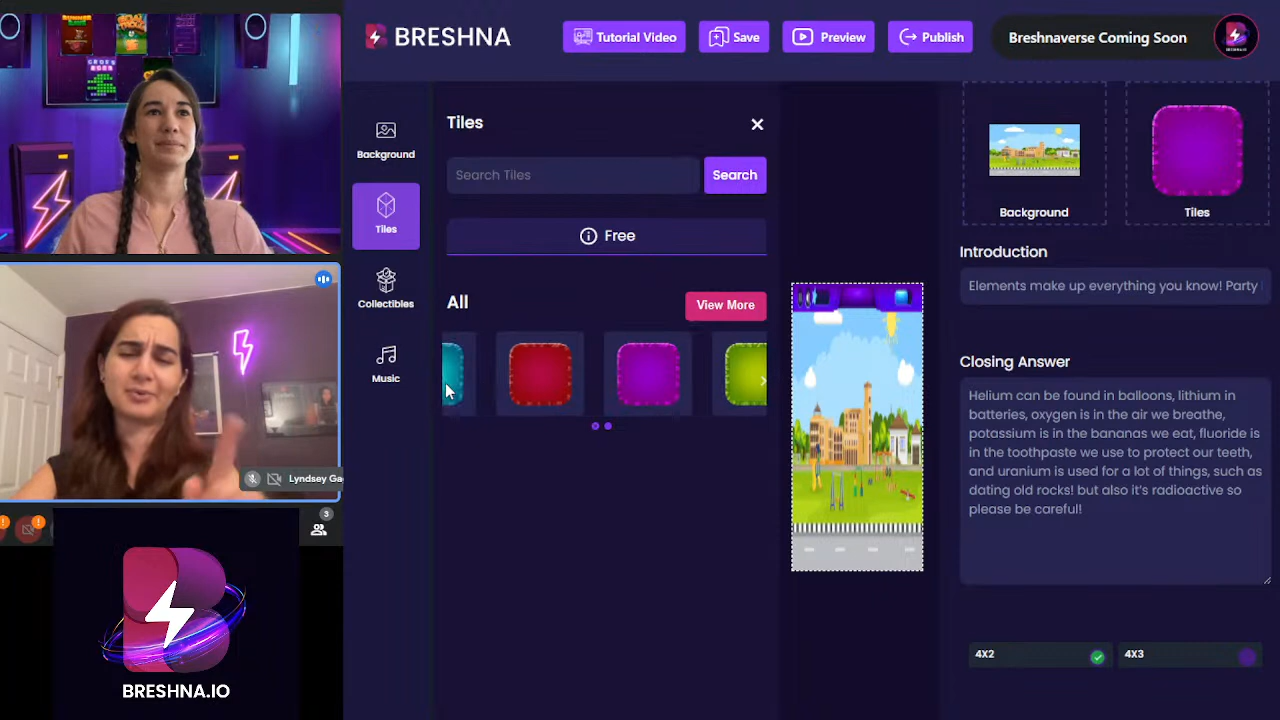 BRESHNA
Tutorial Video
Save
Preview
Publish
Breshnaverse Coming Soon
Background
Tiles
Collectibles
Music
Tiles
Search Tiles
Search
Free
All
View More
Background
Tiles
Introduction
Elements make up everything you know! Party
Closing Answer
Helium can be found in balloons, lithium in
batteries, oxygen is in the air we breathe,
potassium is in the bananas we eat, fluoride is
in the toothpaste we use to protect our teeth,
and uranium is used for a lot of things, such as
dating old rocks! but also it's radioactive so
please be careful!
4X2
4X3
Lyndsey Ga
3
BRESHNA.IO